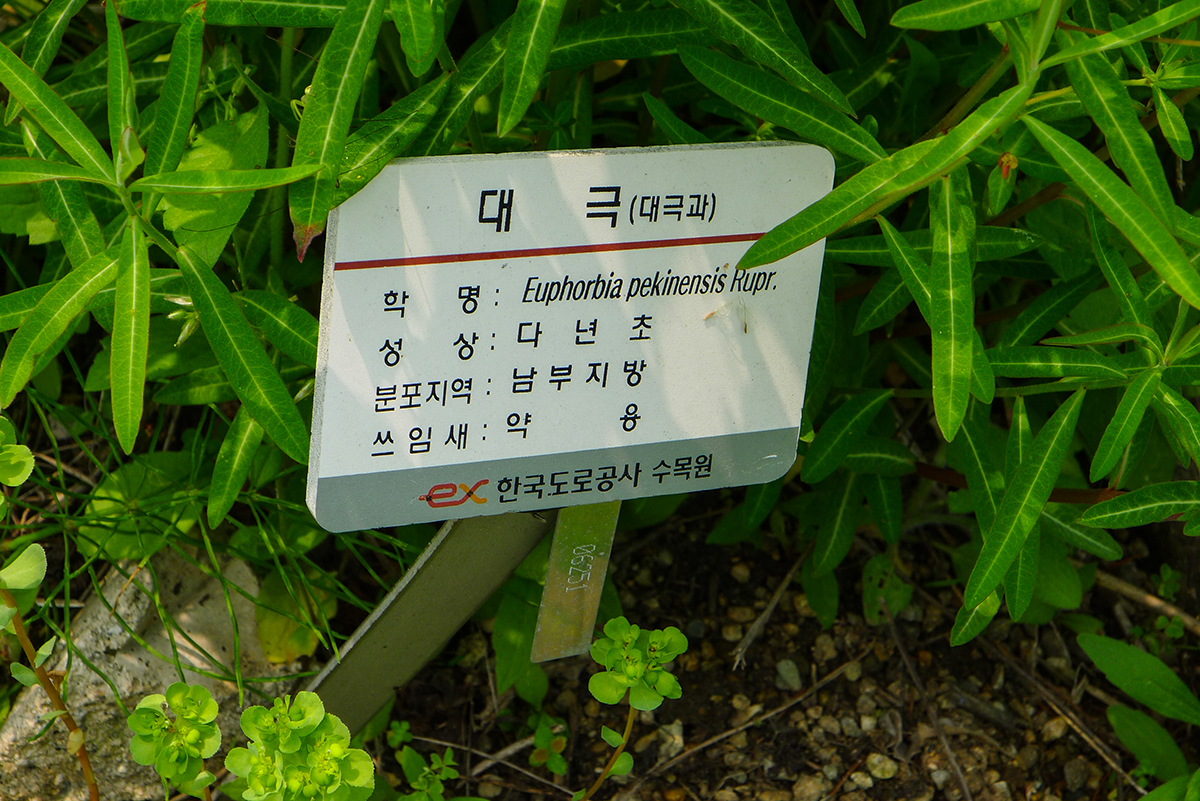 대 극 (대극과)
학 명 : Euphorbia pekinensis Rupr.
성 상 : 다 년 초
분포지역 : 남 부 지 방
쓰 임 새 : 약 용
ex 한국도로공사 수목원
06251